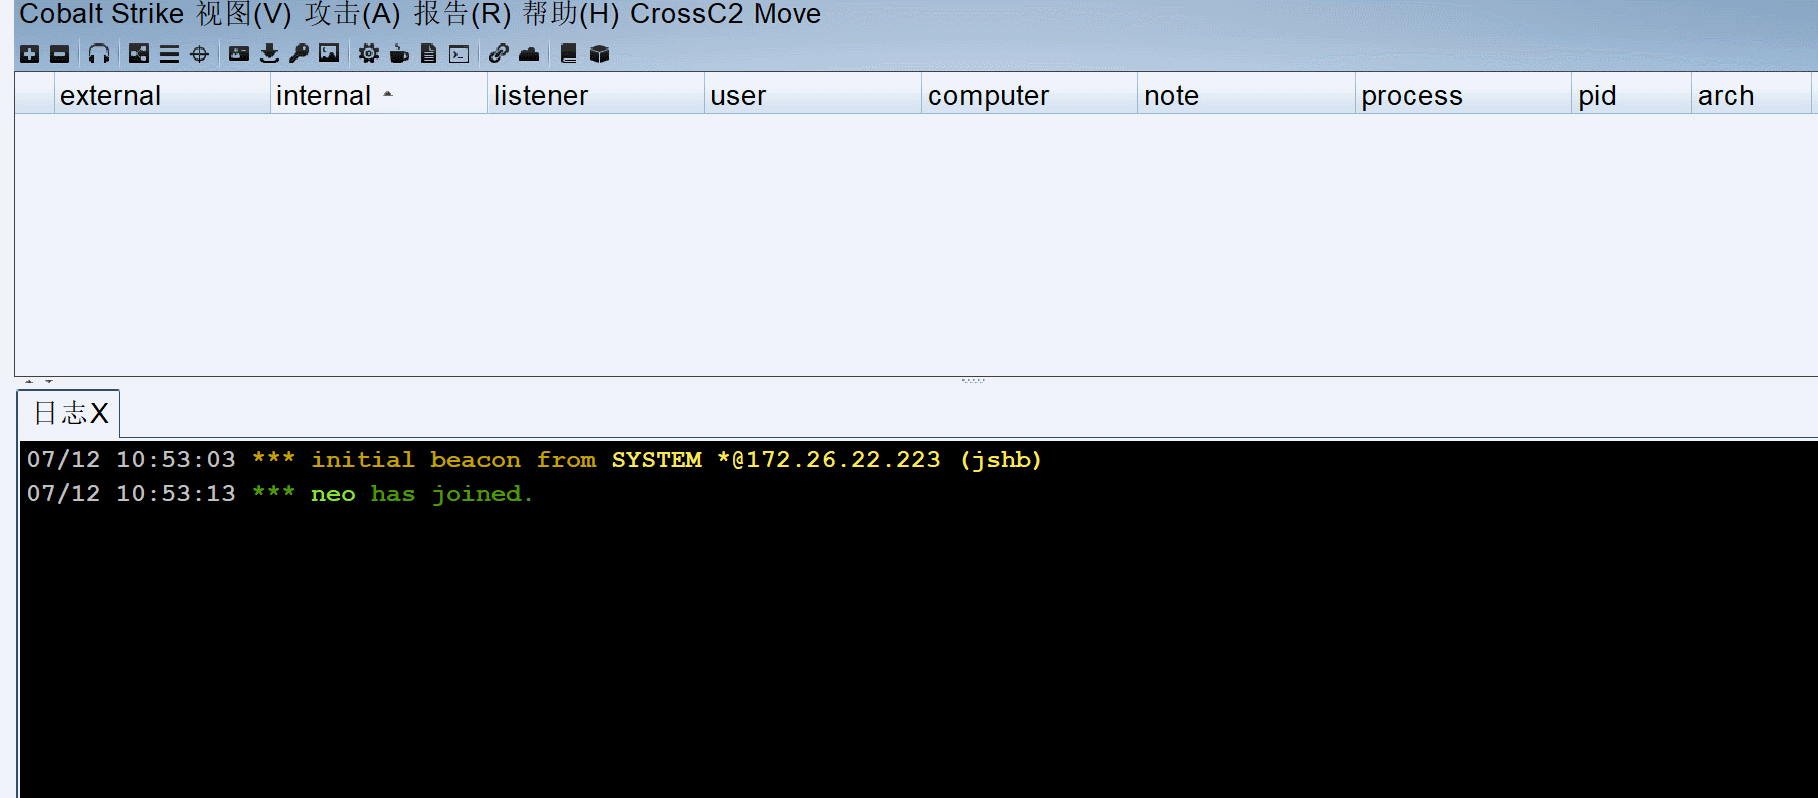 Cobalt Strike 视图(V) 攻击(A) 报告(R) 帮助(H) CrossC2 Move
external internal listener user computer note process pid arch
日志X
07/12 10:53:03 *** initial beacon from SYSTEM *@172.26.22.223 (jshb)
07/12 10:53:13 *** neo has joined.